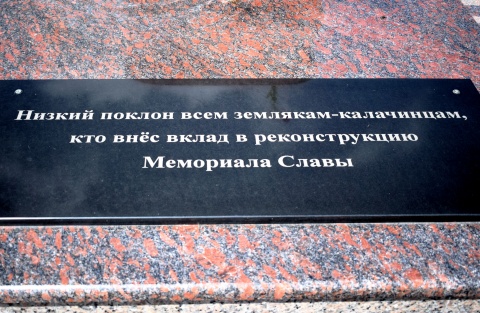 Низкий поклон всем землякам-калачинцам,
кто внёс вклад в реконструкцию
Мемориала Славы